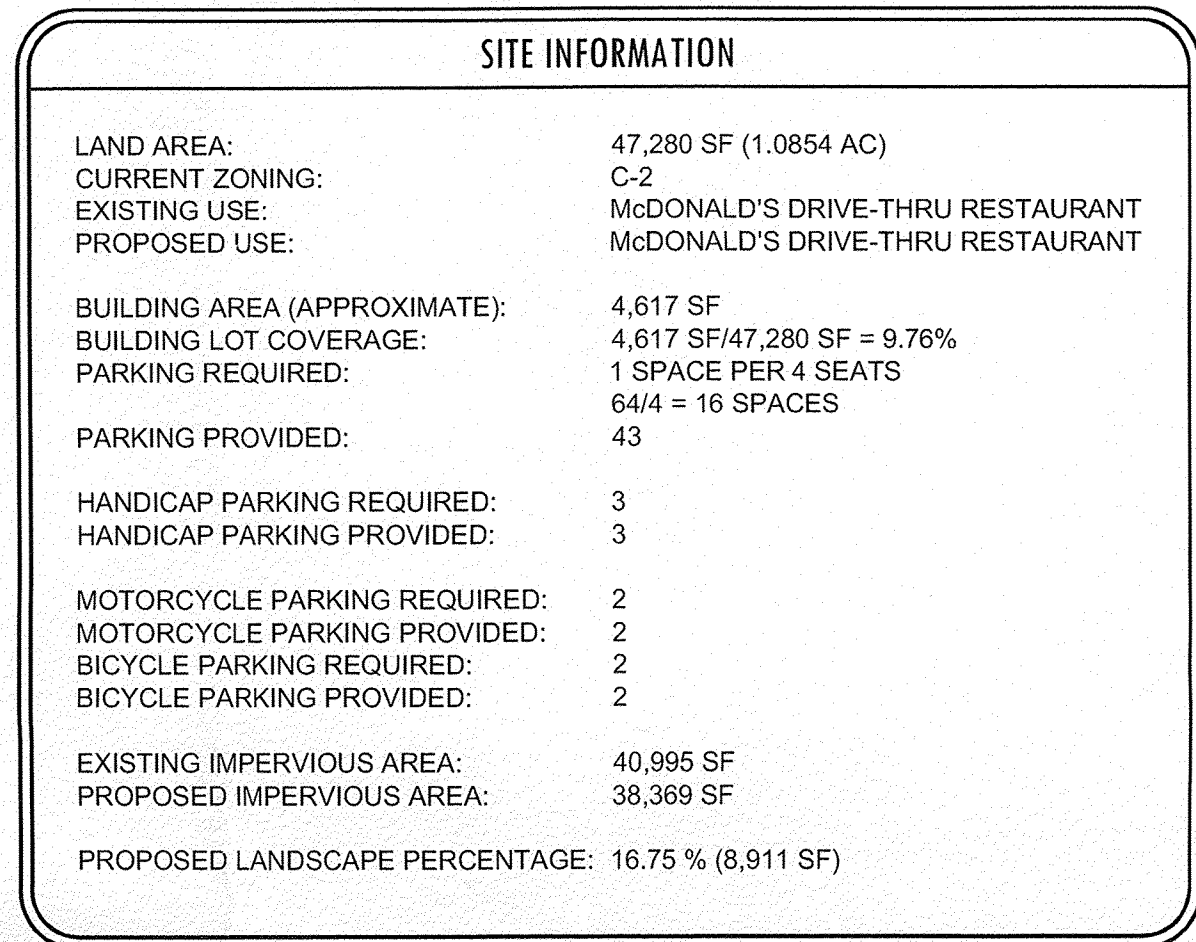 SITE INFORMATION
LAND AREA: 47,280 SF (1.0854 AC)
CURRENT ZONING: C-2
EXISTING USE: McDONALD'S DRIVE-THRU RESTAURANT
PROPOSED USE: McDONALD'S DRIVE-THRU RESTAURANT
BUILDING AREA (APPROXIMATE): 4,617 SF
BUILDING LOT COVERAGE: 4,617 SF/47,280 SF = 9.76%
PARKING REQUIRED: 1 SPACE PER 4 SEATS
64/4 = 16 SPACES
PARKING PROVIDED: 43
HANDICAP PARKING REQUIRED: 3
HANDICAP PARKING PROVIDED: 3
MOTORCYCLE PARKING REQUIRED: 2
MOTORCYCLE PARKING PROVIDED: 2
BICYCLE PARKING REQUIRED: 2
BICYCLE PARKING PROVIDED: 2
EXISTING IMPERVIOUS AREA: 40,995 SF
PROPOSED IMPERVIOUS AREA: 38,369 SF
PROPOSED LANDSCAPE PERCENTAGE: 16.75 % (8,911 SF)